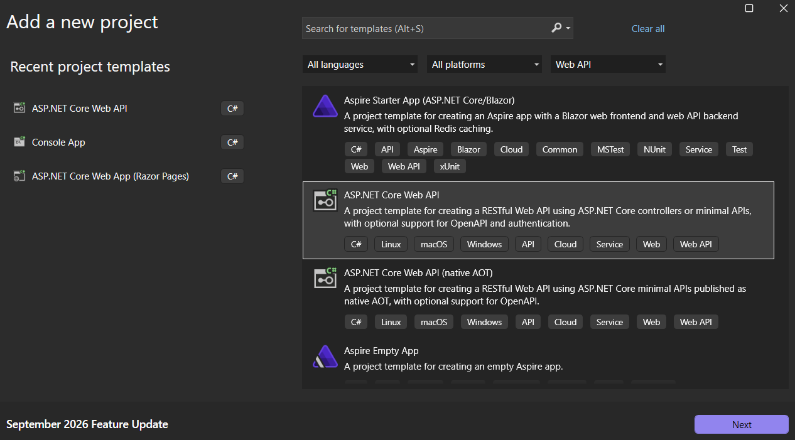 Add a new project
Search for templates (Alt+S)
Clear all
Recent project templates
All languages
All platforms
Web API
ASP.NET Core Web API
C#
Console App
C#
ASP.NET Core Web App (Razor Pages)
C#
Aspire Starter App (ASP.NET Core/Blazor)
A project template for creating an Aspire app with a Blazor web frontend and web API backend
service, with optional Redis caching.
C# API Aspire Blazor Cloud Common MSTest NUnit Service Test
Web Web API xUnit
ASP.NET Core Web API
A project template for creating a RESTful Web API using ASP.NET Core controllers or minimal APIs,
with optional support for OpenAPI and authentication.
C# Linux macOS Windows API Cloud Service Web Web API
ASP.NET Core Web API (native AOT)
A project template for creating a RESTful Web API using ASP.NET Core minimal APIs published as
native AOT, with optional support for OpenAPI.
C# Linux macOS Windows API Cloud Service Web Web API
Aspire Empty App
A project template for creating an empty Aspire app.
September 2026 Feature Update
Next